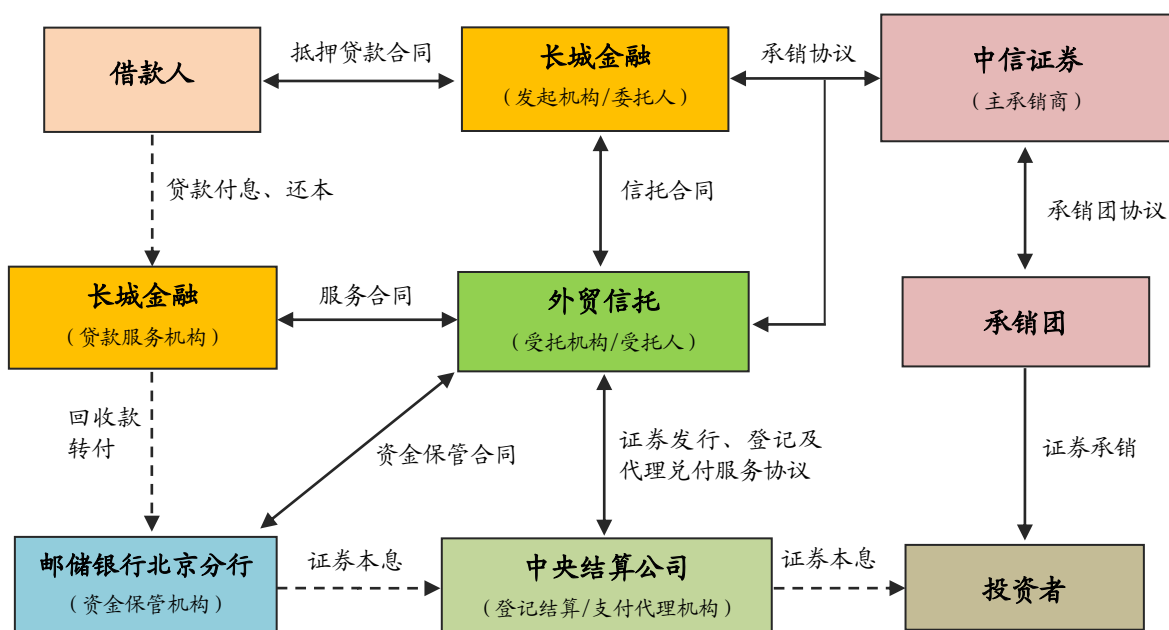 借款人
抵押贷款合同
长城金融
（发起机构/委托人）
承销协议
中信证券
（主承销商）
贷款付息、还本
信托合同
承销团协议
长城金融
（贷款服务机构）
服务合同
外贸信托
（受托机构/受托人）
承销团
回收款
转付
资金保管合同
证券发行、登记及
代理兑付服务协议
证券承销
邮储银行北京分行
（资金保管机构）
证券本息
中央结算公司
（登记结算/支付代理机构）
证券本息
投资者